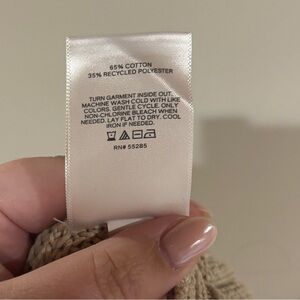 65% COTTON
35% RECYCLED POLYESTER
TURN GARMENT INSIDE OUT.
MACHINE WASH COLD WITH LIKE
COLORS. GENTLE CYCLE. ONLY
NON-CHLORINE BLEACH WHEN
NEEDED. LAY FLAT TO DRY. COOL
IRON IF NEEDED.
RN# 55285